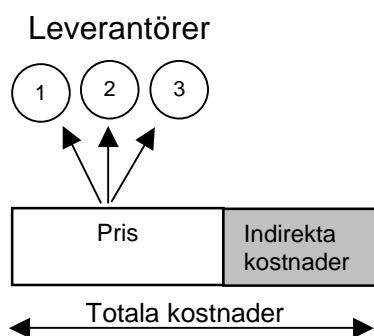 Leverantörer
1 2 3
Pris
Indirekta
kostnader
Totala kostnader